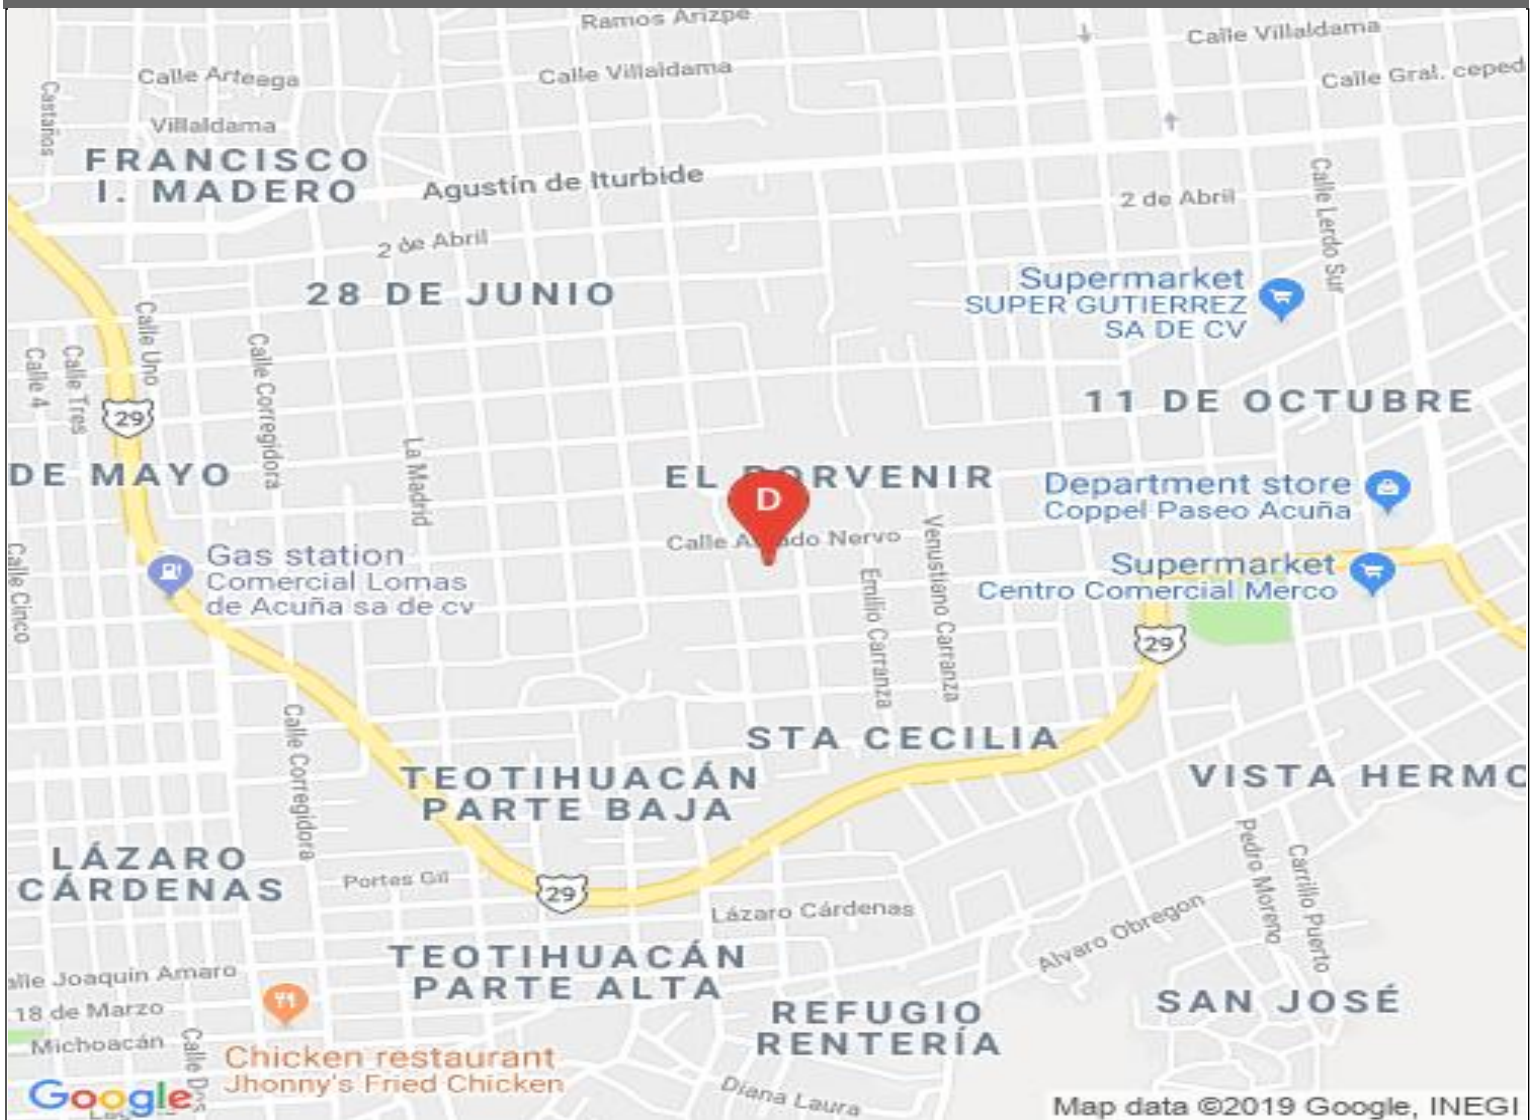 Ramos Arizpe
Calle Villaldama
Calle Villaldama
Calle Gral. ceped
Calle Arteaga
Castaños
Villaldama
FRANCISCO
I. MADERO
Agustín de Iturbide
2 de Abril
Calle Lerdo Sur
2 de Abril
28 DE JUNIO
Supermarket
SUPER GUTIERREZ
SA DE CV
Calle Uno
Calle Corregidora
Calle Tres
Calle 4
29
11 DE OCTUBRE
La Madrid
DE MAYO
EL PORVENIR
D
Department store
Coppel Paseo Acuña
Calle Amado Nervo
Venustiano Carranza
Emilio Carranza
Gas station
Comercial Lomas
de Acuña sa de cv
Calle Cinco
Supermarket
Centro Comercial Merco
29
Calle Corregidora
STA CECILIA
TEOTIHUACÁN
PARTE BAJA
VISTA HERMO
Pedro Moreno
Carrillo Puerto
LÁZARO
CÁRDENAS
Portes Gil
29
Lázaro Cárdenas
Alvaro Obregon
TEOTIHUACÁN
PARTE ALTA
alle Joaquin Amaro
18 de Marzo
Michoacán
Calle Dos
SAN JOSÉ
REFUGIO
RENTERÍA
Chicken restaurant
Jhonny's Fried Chicken
Diana Laura
Google
Map data ©2019 Google, INEGI